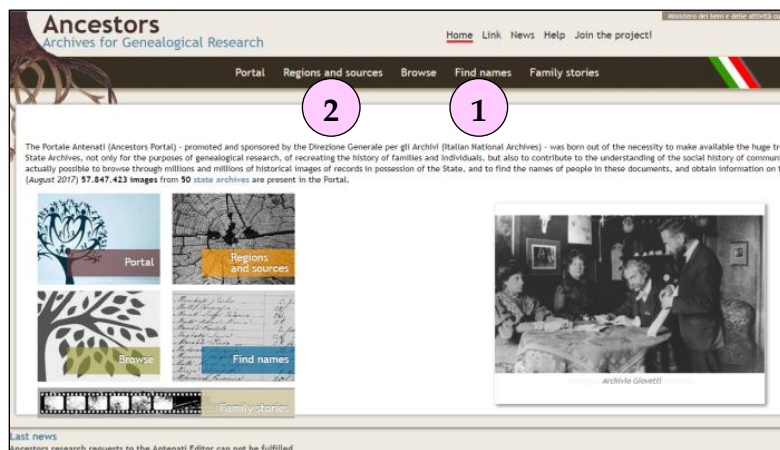 Ministero dei beni e delle attività cu
Ancestors
Archives for Genealogical Research
Home Link News Help Join the project!
Portal Regions and sources Browse Find names Family stories
2 1
The Portale Antenati (Ancestors Portal) - promoted and sponsored by the Direzione Generale per gli Archivi (Italian National Archives) - was born out of the necessity to make available the huge tr
State Archives, not only for the purposes of genealogical research, of recreating the history of families and individuals, but also to contribute to the understanding of the social history of commun
actually possible to browse through millions and millions of historical images of records in possession of the State, and to find the names of people in these documents, and obtain information on t
(August 2017) 57.847.423 images from 50 state archives are present in the Portal.
Portal
Regions
and sources
Browse
Find names
Family stories
Archivio Giovetti
Last news
Ancestors research requests to the Antenati Editor can not be fulfilled